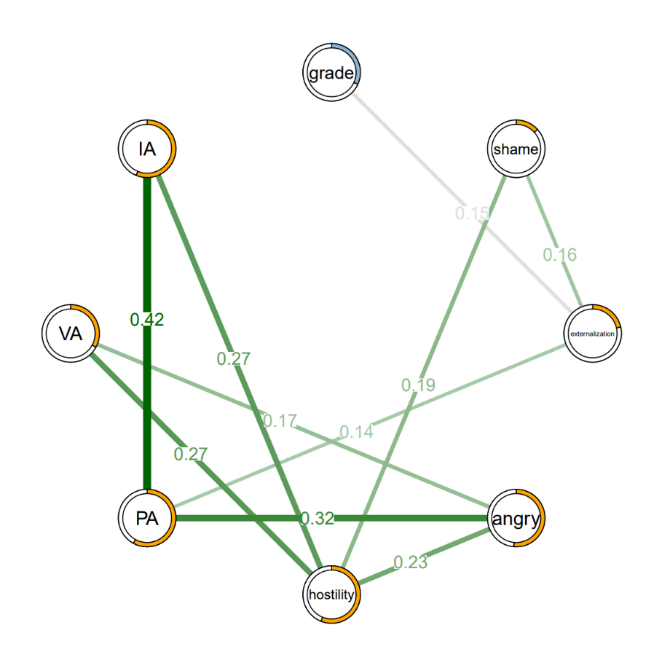 grade
IA
shame
0.15
0.16
VA
0.42
externalization
0.27
0.19
0.17
0.14
0.27
PA
0.32
angry
0.23
hostility